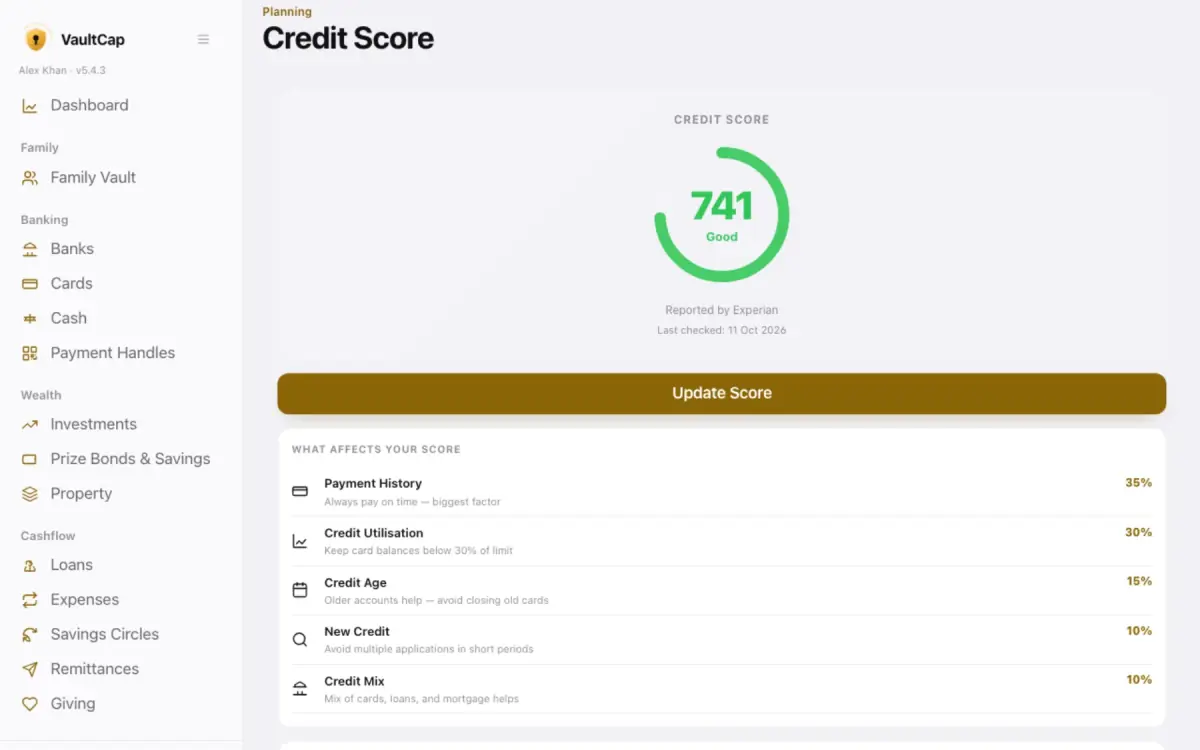 VaultCap
Alex Khan · v5.4.3
Dashboard
Family
Family Vault
Banking
Banks
Cards
Cash
Payment Handles
Wealth
Investments
Prize Bonds & Savings
Property
Cashflow
Loans
Expenses
Savings Circles
Remittances
Giving
Planning
Credit Score
CREDIT SCORE
741
Good
Reported by Experian
Last checked: 11 Oct 2026
Update Score
WHAT AFFECTS YOUR SCORE
Payment History 35%
Always pay on time — biggest factor
Credit Utilisation 30%
Keep card balances below 30% of limit
Credit Age 15%
Older accounts help — avoid closing old cards
New Credit 10%
Avoid multiple applications in short periods
Credit Mix 10%
Mix of cards, loans, and mortgage helps